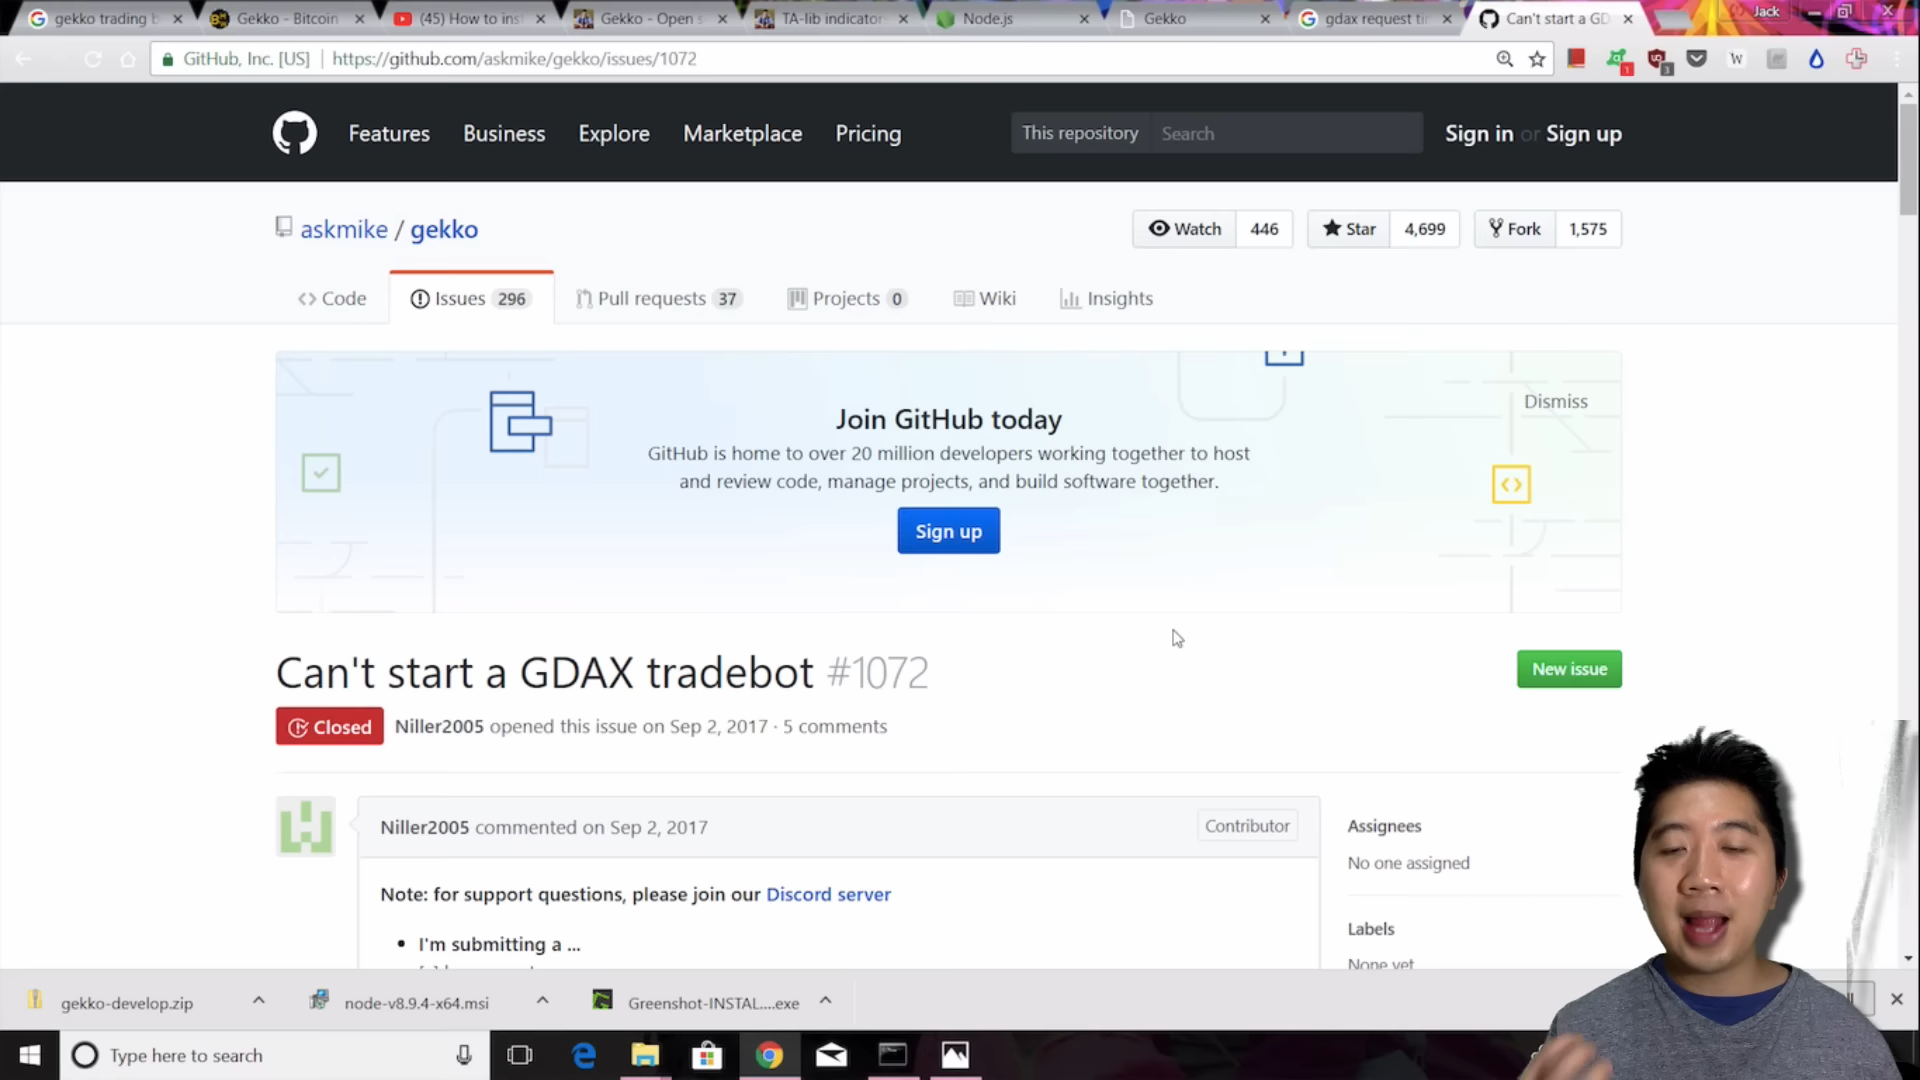 gekko trading b
Gekko - Bitcoin
(45) How to inst
Gekko - Open s
TA-lib indicator
Node.js
Gekko
gdax request tir
Can't start a GD
Jack
GitHub, Inc. [US] | https://github.com/askmike/gekko/issues/1072
Features Business Explore Marketplace Pricing
This repository Search
Sign in or Sign up
askmike / gekko
Watch 446 Star 4,699 Fork 1,575
Code Issues 296 Pull requests 37 Projects 0 Wiki Insights
Join GitHub today
Dismiss
GitHub is home to over 20 million developers working together to host
and review code, manage projects, and build software together.
Sign up
Can't start a GDAX tradebot #1072
New issue
Closed Niller2005 opened this issue on Sep 2, 2017 · 5 comments
Niller2005 commented on Sep 2, 2017
Contributor
Note: for support questions, please join our Discord server
• I'm submitting a ...
Assignees
No one assigned
Labels
None yet
gekko-develop.zip
node-v8.9.4-x64.msi
Greenshot-INSTAL....exe
Type here to search